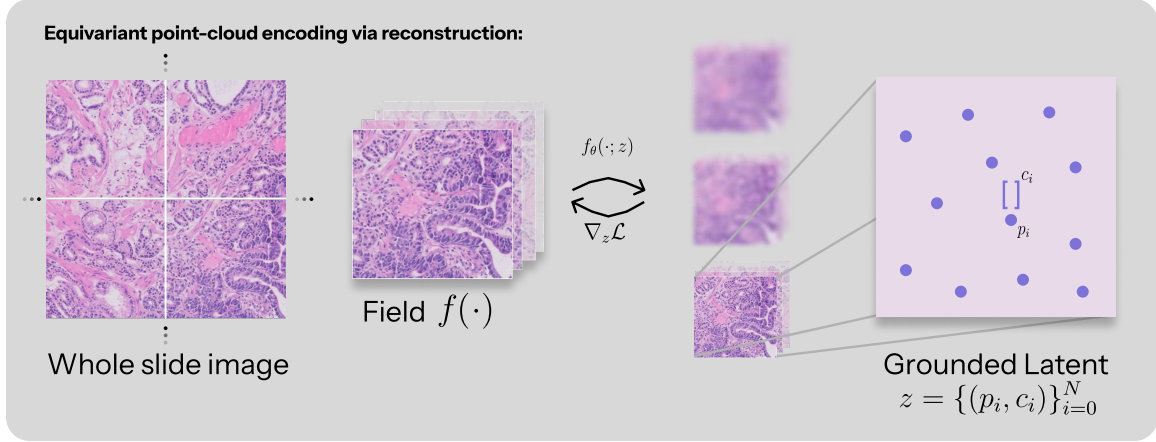 Equivariant point-cloud encoding via reconstruction:
f_θ(·; z)
∇_z ℒ
c_i
[ ]
p_i
Field f(·)
Whole slide image
Grounded Latent
z = {(p_i, c_i)}_{i=0}^N